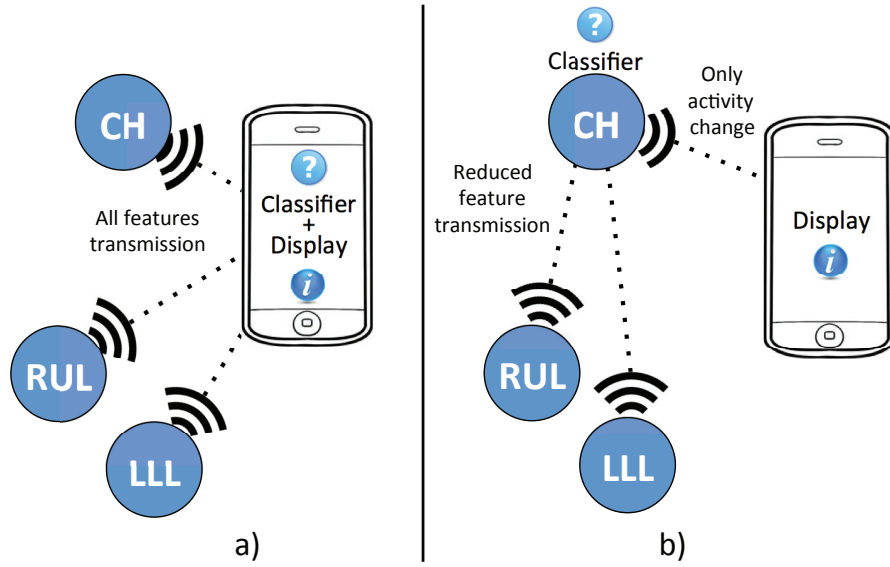 CH
?
Classifier
+
Display
i
All features
transmission
RUL
LLL
a)
?
Classifier
CH
Only
activity
change
Reduced
feature
transmission
Display
i
RUL
LLL
b)